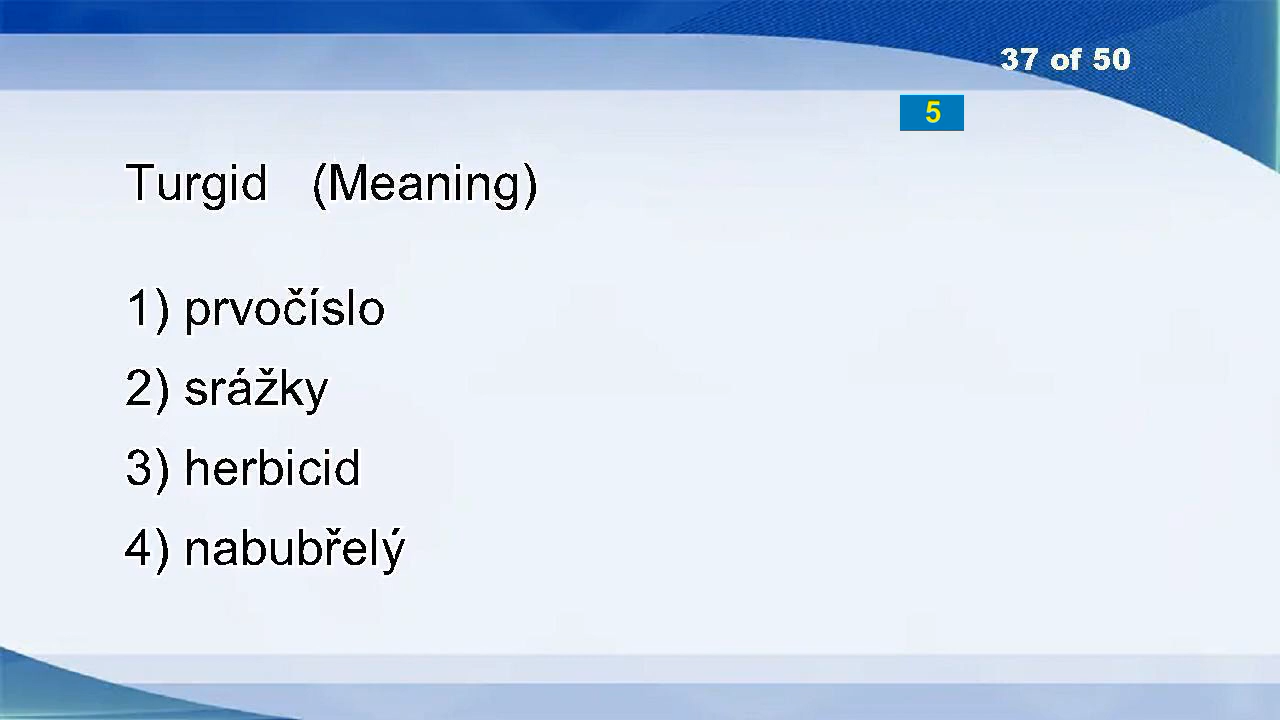 37 of 50
5
Turgid (Meaning)
1) prvočíslo
2) srážky
3) herbicid
4) nabubřelý